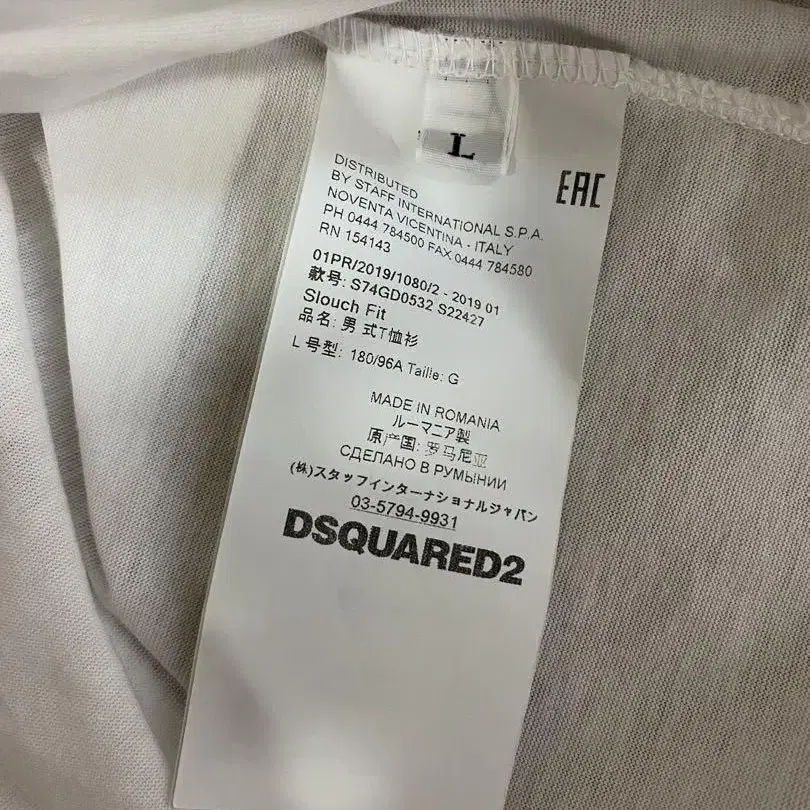 L
EAC
DISTRIBUTED
BY STAFF INTERNATIONAL S.P.A.
NOVENTA VICENTINA - ITALY
PH 0444 784500 FAX 0444 784580
RN 154143
01PR/2019/1080/2 - 2019 01
款号: S74GD0532 S22427
Slouch Fit
品名: 男 式T恤衫
L 号型: 180/96A Taille: G
MADE IN ROMANIA
ルーマニア製
原产国: 罗马尼亚
СДЕЛАНО В РУМЫНИИ
(株)スタッフインターナショナルジャパン
03-5794-9931
DSQUARED2